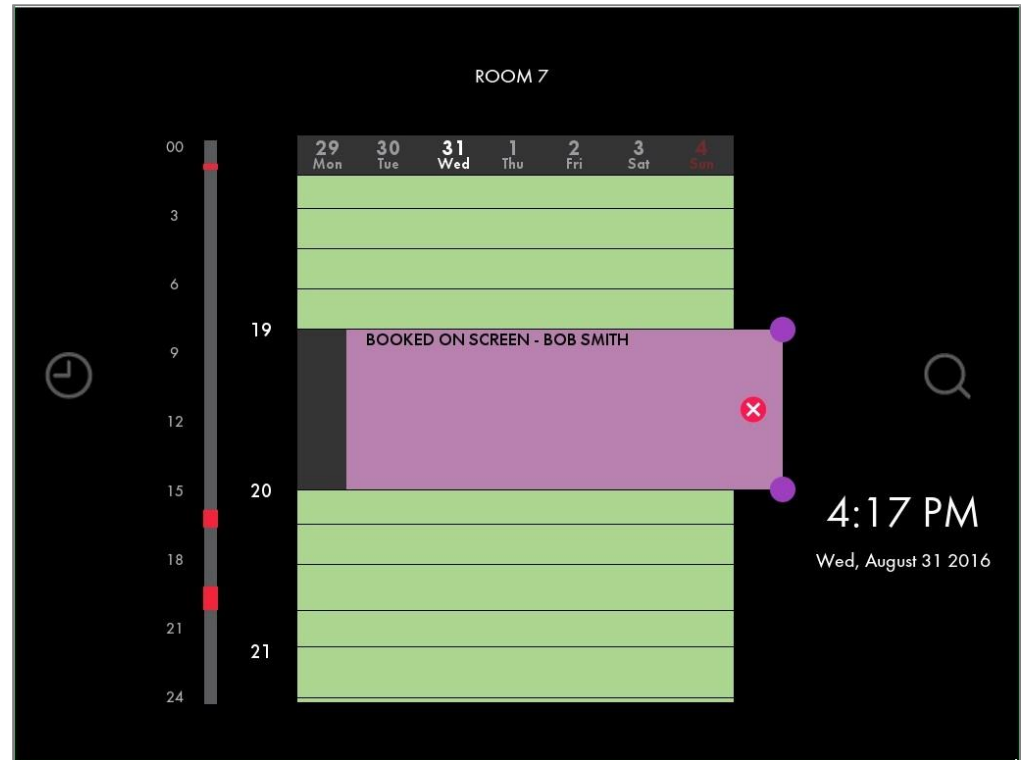 ROOM 7
29 30 31 1 2 3 4
Mon Tue Wed Thu Fri Sat Sun
00
3
6
9
12
15
18
21
24
19
BOOKED ON SCREEN - BOB SMITH
20
21
4:17 PM
Wed, August 31 2016